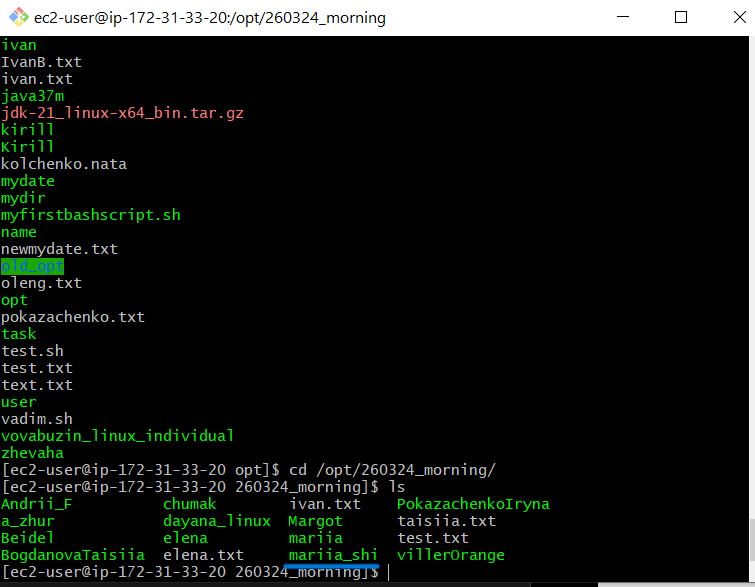 ec2-user@ip-172-31-33-20:/opt/260324_morning
ivan
IvanB.txt
ivan.txt
java37m
jdk-21_linux-x64_bin.tar.gz
kirill
Kirill
kolchenko.nata
mydate
mydir
myfirstbashscript.sh
name
newmydate.txt
old_opt
oleng.txt
opt
pokazachenko.txt
task
test.sh
test.txt
text.txt
user
vadim.sh
vovabuzin_linux_individual
zhevaha
[ec2-user@ip-172-31-33-20 opt]$ cd /opt/260324_morning/
[ec2-user@ip-172-31-33-20 260324_morning]$ ls
Andrii_F chumak ivan.txt PokazachenkoIryna
a_zhur dayana_linux Margot taisiia.txt
Beidel elena mariia test.txt
BogdanovaTaisiia elena.txt mariia_shi villerOrange
[ec2-user@ip-172-31-33-20 260324_morning]$